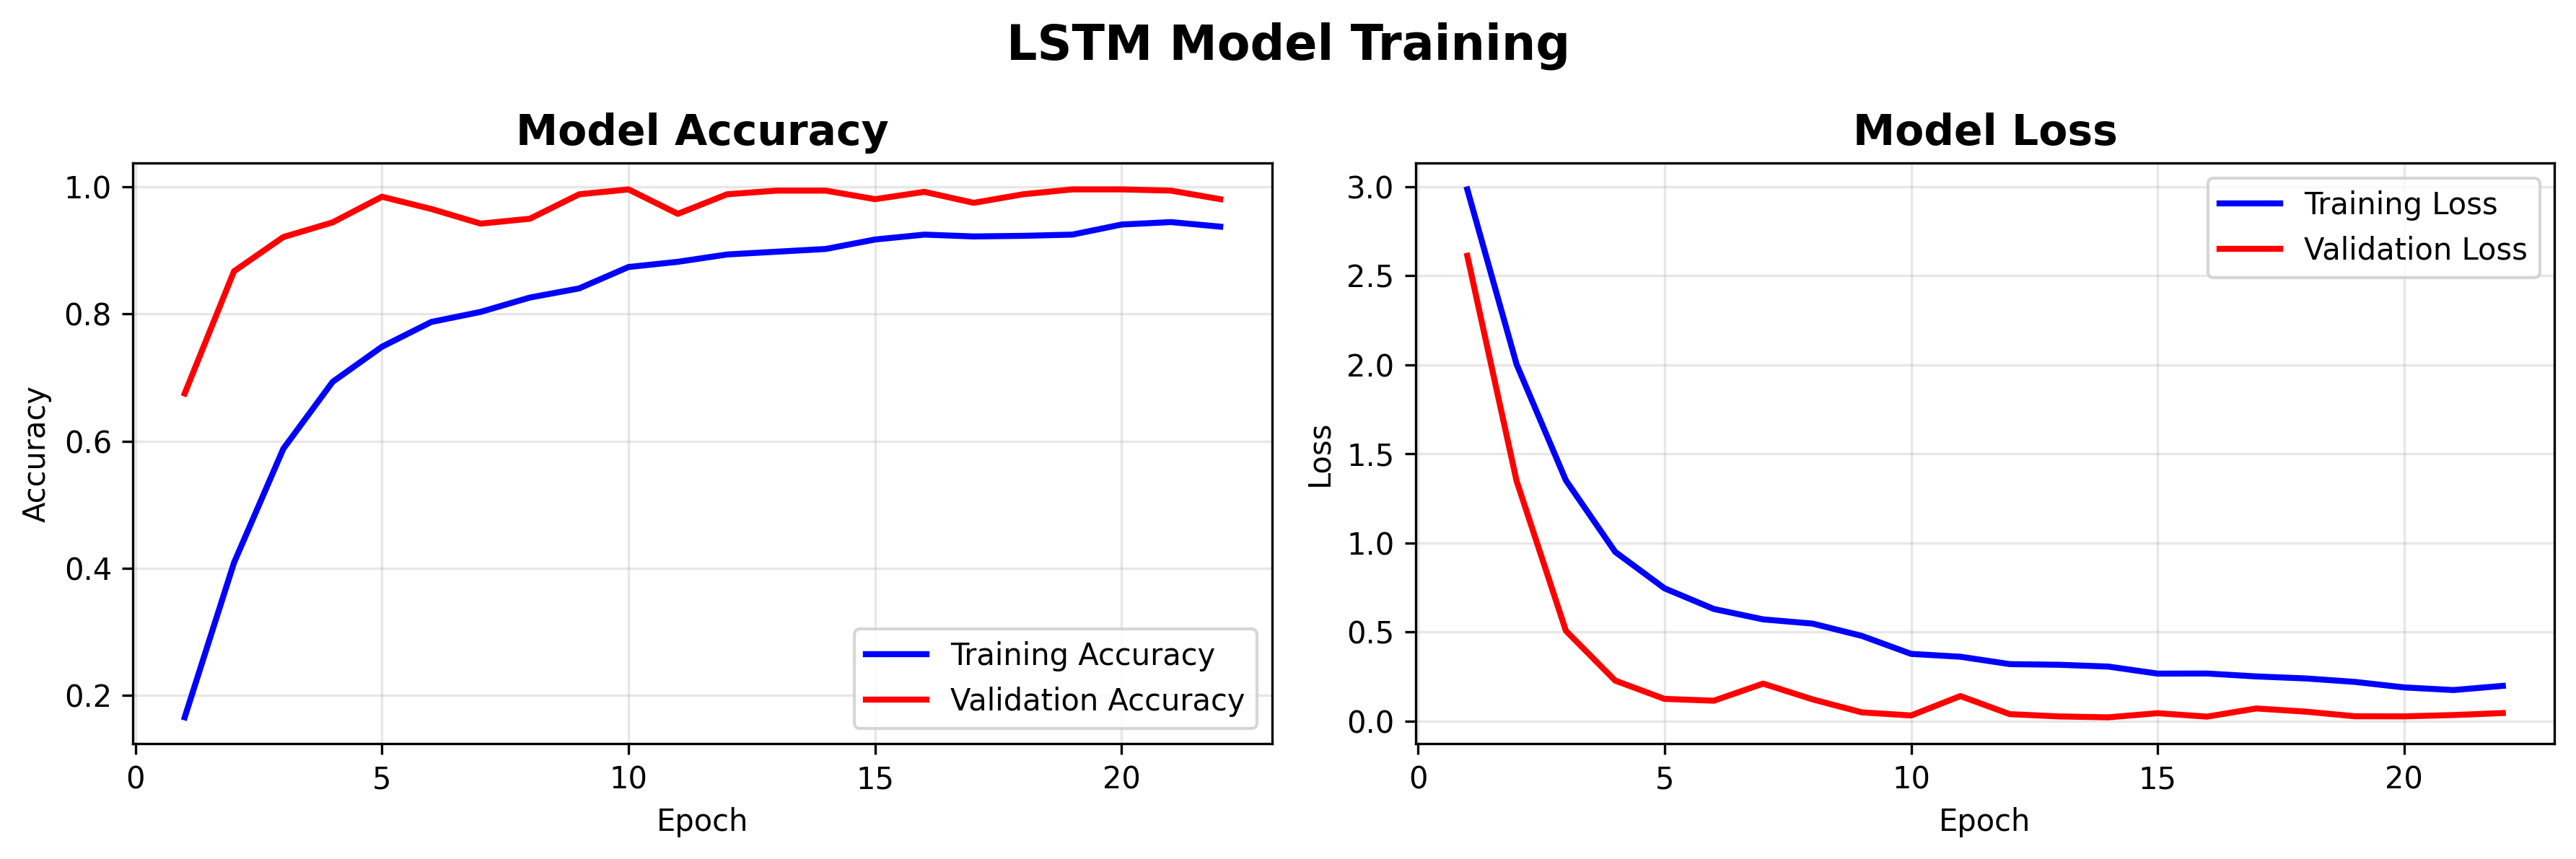 LSTM Model Training
Model Accuracy
1.0
0.8
0.6
0.4
0.2
Accuracy
0
5
10
15
20
Epoch
Training Accuracy
Validation Accuracy
Model Loss
3.0
2.5
2.0
1.5
1.0
0.5
0.0
Loss
0
5
10
15
20
Epoch
Training Loss
Validation Loss